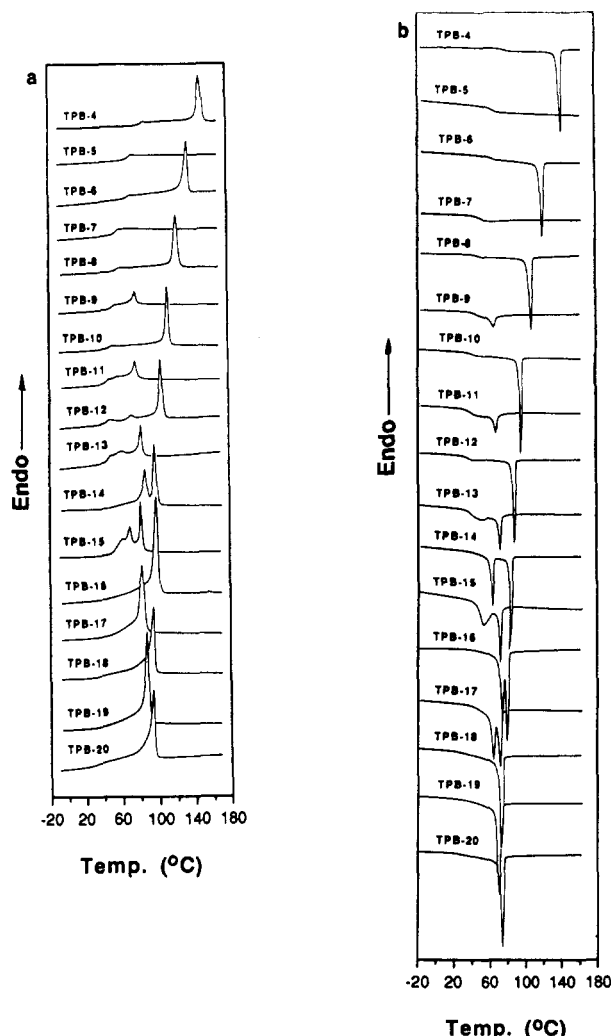 a
TPB-4
TPB-5
TPB-6
TPB-7
TPB-8
TPB-9
TPB-10
TPB-11
TPB-12
TPB-13
TPB-14
TPB-15
TPB-16
TPB-17
TPB-18
TPB-19
TPB-20
Endo
-20 20 60 100 140 180
Temp. (ºC)
b
TPB-4
TPB-5
TPB-6
TPB-7
TPB-8
TPB-9
TPB-10
TPB-11
TPB-12
TPB-13
TPB-14
TPB-15
TPB-16
TPB-17
TPB-18
TPB-19
TPB-20
Endo
-20 20 60 100 140 180
Temp. (ºC)